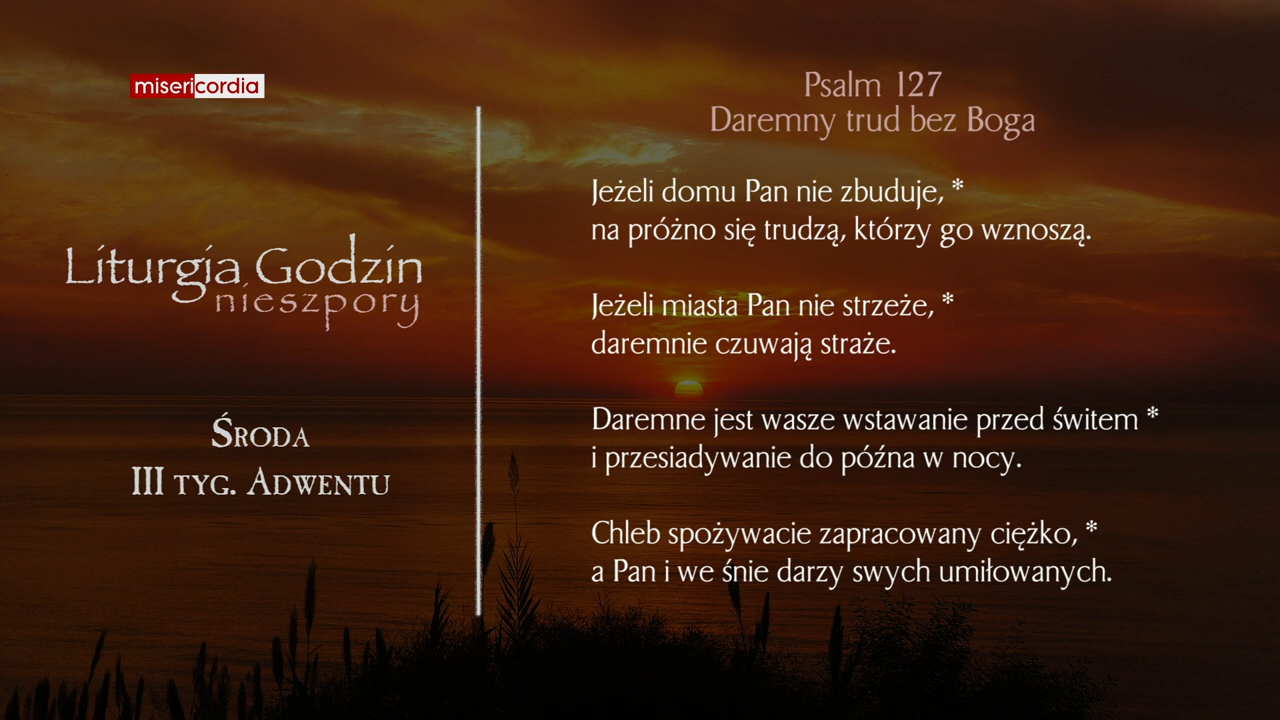 misericordia
Liturgia Godzin
nieszpory
Środa
III tyg. Adwentu
Psalm 127
Daremny trud bez Boga
Jeżeli domu Pan nie zbuduje, *
na próżno się trudzą, którzy go wznoszą.
Jeżeli miasta Pan nie strzeże, *
daremnie czuwają straże.
Daremne jest wasze wstawanie przed świtem *
i przesiadywanie do późna w nocy.
Chleb spożywacie zapracowany ciężko, *
a Pan i we śnie darzy swych umiłowanych.